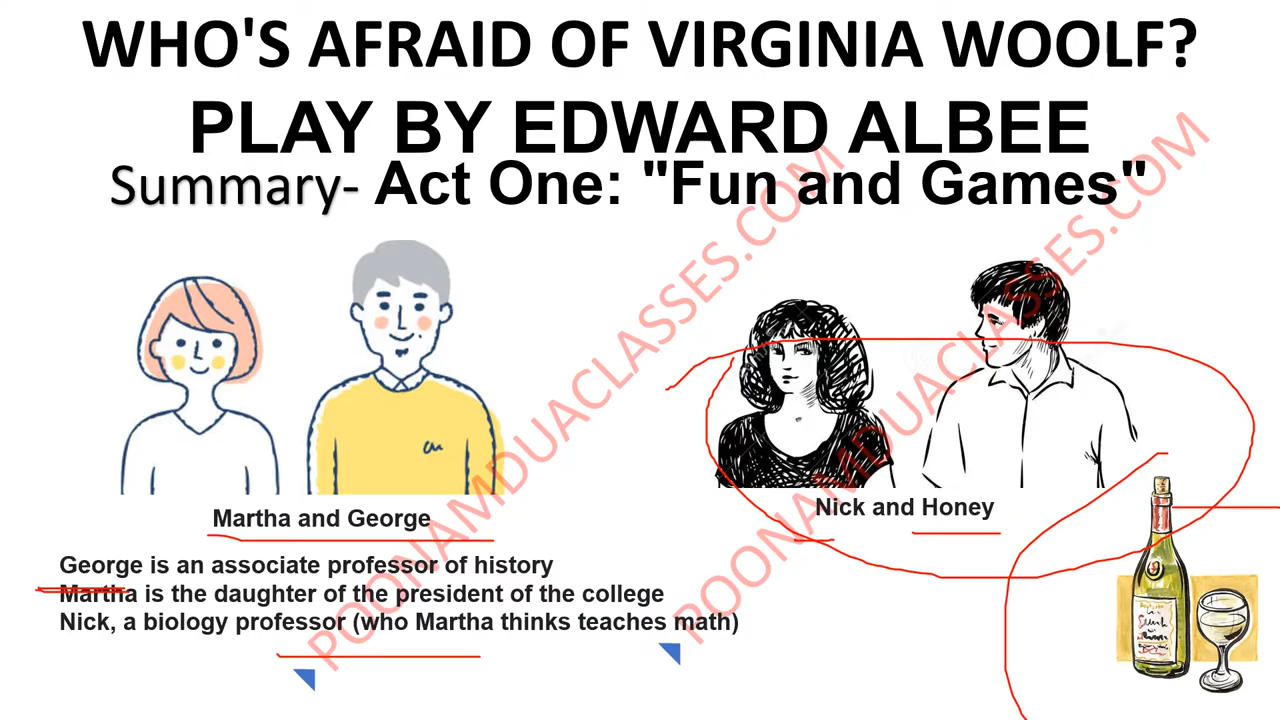 WHO'S AFRAID OF VIRGINIA WOOLF?
PLAY BY EDWARD ALBEE
Summary- Act One: "Fun and Games"
Martha and George
Nick and Honey
George is an associate professor of history
Martha is the daughter of the president of the college
Nick, a biology professor (who Martha thinks teaches math)
POONAMDUACLASSES.COM
POONAMDUACLASSES.COM